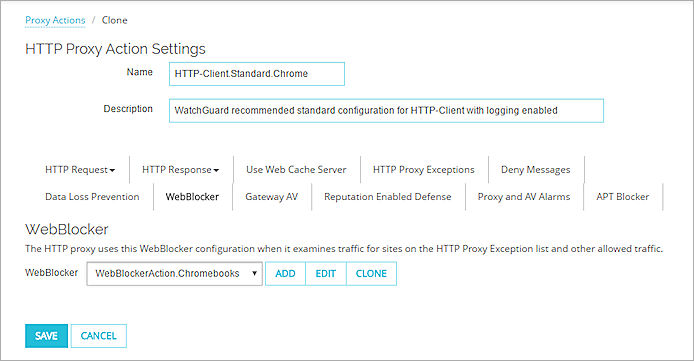 Proxy Actions / Clone
HTTP Proxy Action Settings
Name HTTP-Client.Standard.Chrome
Description WatchGuard recommended standard configuration for HTTP-Client with logging enabled
HTTP Request HTTP Response Use Web Cache Server HTTP Proxy Exceptions Deny Messages
Data Loss Prevention WebBlocker Gateway AV Reputation Enabled Defense Proxy and AV Alarms APT Blocker
WebBlocker
The HTTP proxy uses this WebBlocker configuration when it examines traffic for sites on the HTTP Proxy Exception list and other allowed traffic.
WebBlocker WebBlockerAction.Chromebooks ADD EDIT CLONE
SAVE CANCEL